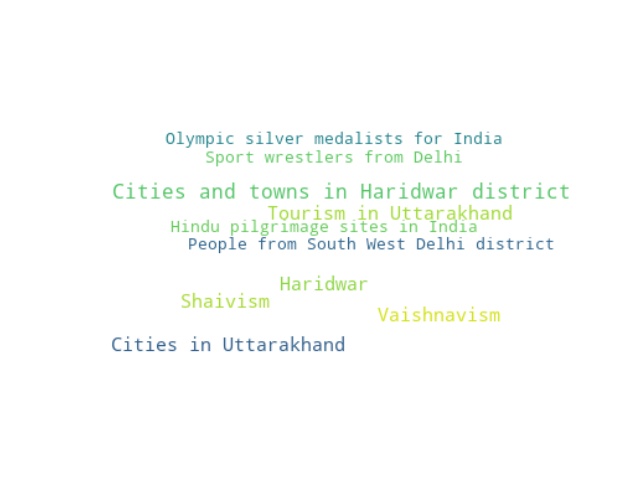 Olympic silver medalists for India
Sport wrestlers from Delhi
Cities and towns in Haridwar district
Tourism in Uttarakhand
Hindu pilgrimage sites in India
People from South West Delhi district
Haridwar
Shaivism
Vaishnavism
Cities in Uttarakhand